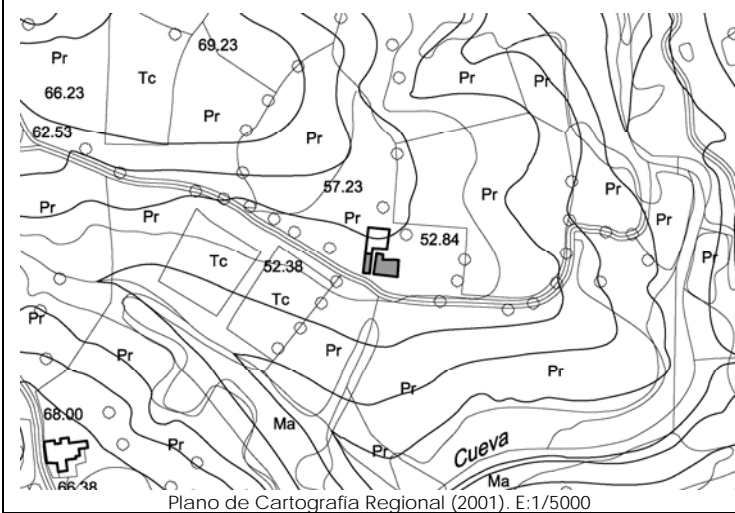 69.23
Pr
Tc
Pr
Pr
66.23
Pr
Pr
62.53
57.23
Pr
Pr
Pr
Pr
Pr
Pr
52.84
Pr
Tc
52.38
Tc
Pr
Pr
Pr
Pr
Pr
68.00
Ma
Pr
Pr
Cueva
66.38
Ma
Plano de Cartografía Regional (2001). E:1/5000